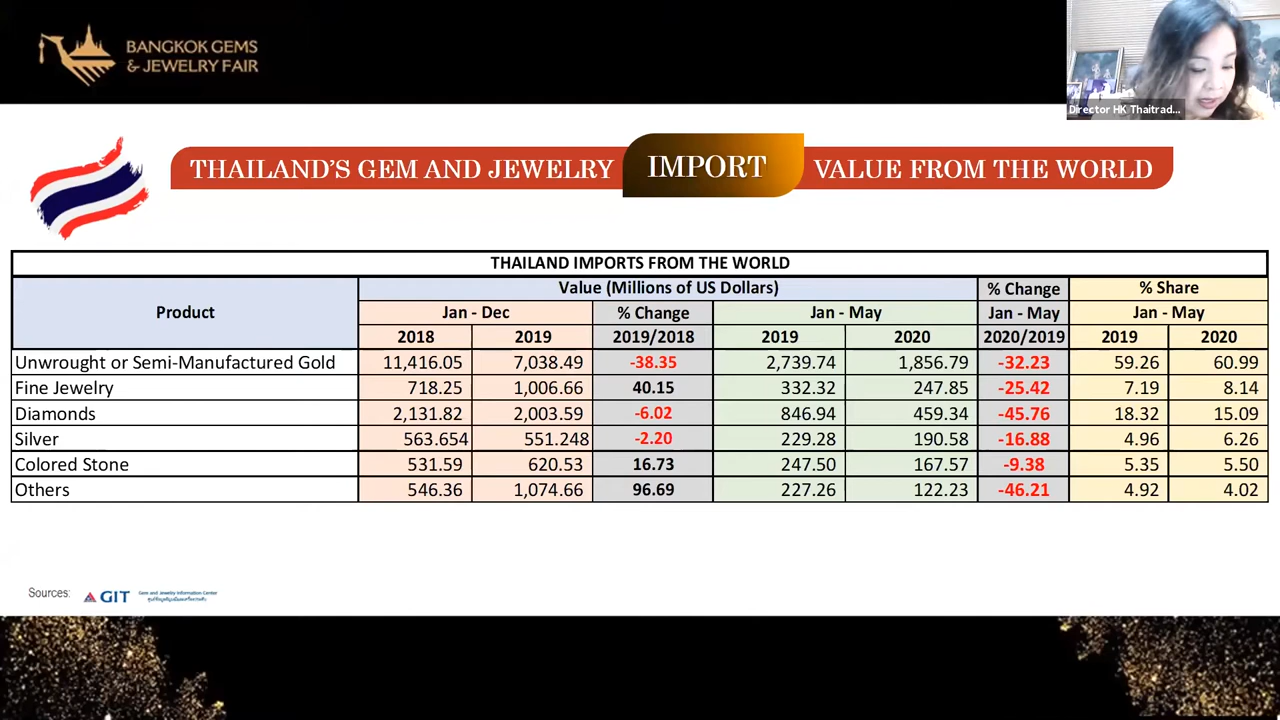 BANGKOK GEMS
& JEWELRY FAIR
Director HK Thaitrad...
THAILAND'S GEM AND JEWELRY IMPORT VALUE FROM THE WORLD
THAILAND IMPORTS FROM THE WORLD
Product Value (Millions of US Dollars) % Change % Share
Jan - Dec % Change Jan - May Jan - May Jan - May
2018 2019 2019/2018 2019 2020 2020/2019 2019 2020
Unwrought or Semi-Manufactured Gold 11,416.05 7,038.49 -38.35 2,739.74 1,856.79 -32.23 59.26 60.99
Fine Jewelry 718.25 1,006.66 40.15 332.32 247.85 -25.42 7.19 8.14
Diamonds 2,131.82 2,003.59 -6.02 846.94 459.34 -45.76 18.32 15.09
Silver 563.654 551.248 -2.20 229.28 190.58 -16.88 4.96 6.26
Colored Stone 531.59 620.53 16.73 247.50 167.57 -9.38 5.35 5.50
Others 546.36 1,074.66 96.69 227.26 122.23 -46.21 4.92 4.02
Sources: GIT Gem and Jewelry Information Center